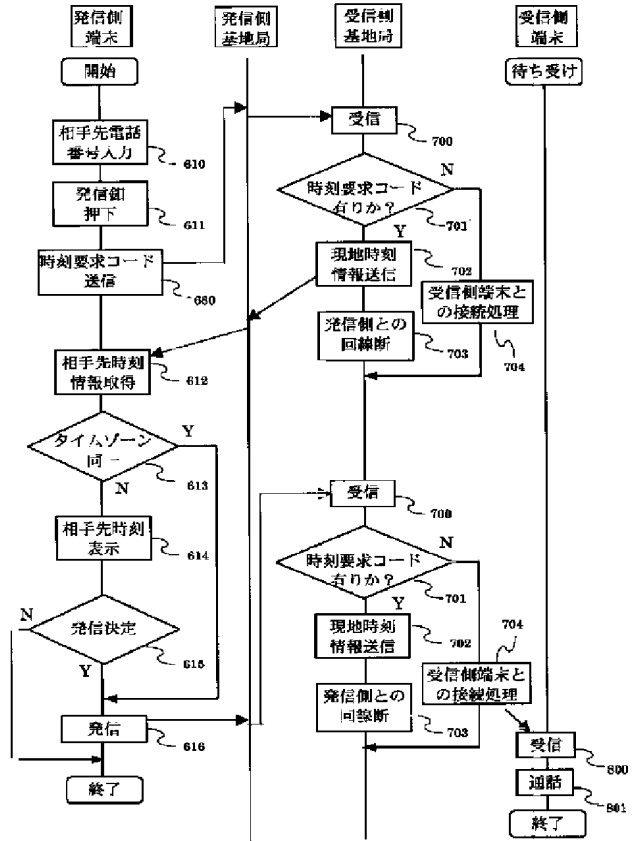 発信側
端末
発信側
基地局
受信側
基地局
受信側
端末
開始
待ち受け
相手先電話
番号入力
610
発信釦
押下
611
時刻要求コード
送信
680
相手先時刻
情報取得
612
タイムゾーン
同一
613
Y
N
相手先時刻
表示
614
発信決定
615
N
Y
発信
616
終了
受信
700
時刻要求コード
有りか?
701
N
Y
現地時刻
情報送信
702
発信側との
回線断
703
受信側端末と
の接続処理
704
受信
700
時刻要求コード
有りか?
701
N
Y
現地時刻
情報送信
702
発信側との
回線断
703
704
受信側端末と
の接続処理
受信
800
通話
801
終了